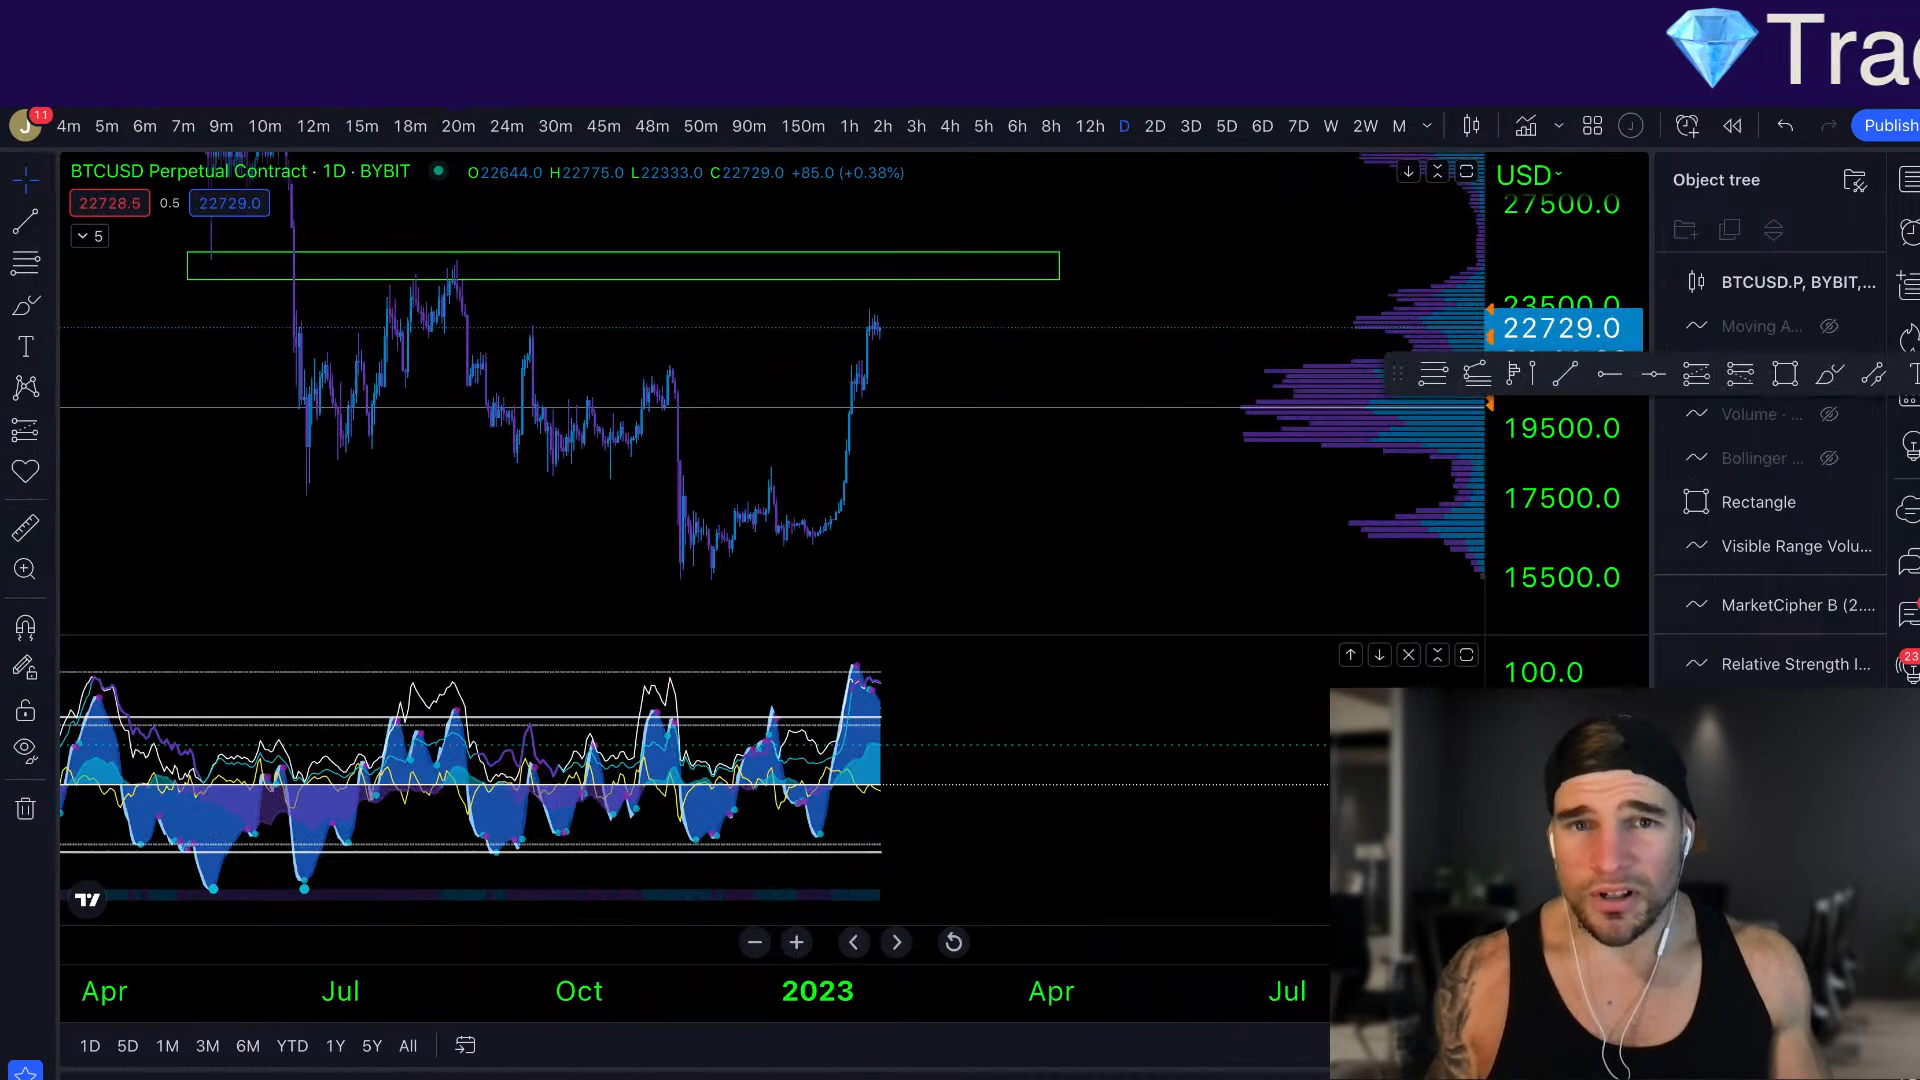 Trad
J 11 4m 5m 6m 7m 9m 10m 12m 15m 18m 20m 24m 30m 45m 48m 50m 90m 150m 1h 2h 3h 4h 5h 6h 8h 12h D 2D 3D 5D 6D 7D W 2W M J Publish
BTCUSD Perpetual Contract · 1D · BYBIT O22644.0 H22775.0 L22333.0 C22729.0 +85.0 (+0.38%)
22728.5 0.5 22729.0
5
USD
27500.0
23500.0
22729.0
19500.0
17500.0
15500.0
100.0
Object tree
BTCUSD.P, BYBIT,...
Moving A...
Volume - ...
Bollinger ...
Rectangle
Visible Range Volu...
MarketCipher B (2....
Relative Strength I...
23
Apr Jul Oct 2023 Apr Jul
1D 5D 1M 3M 6M YTD 1Y 5Y All